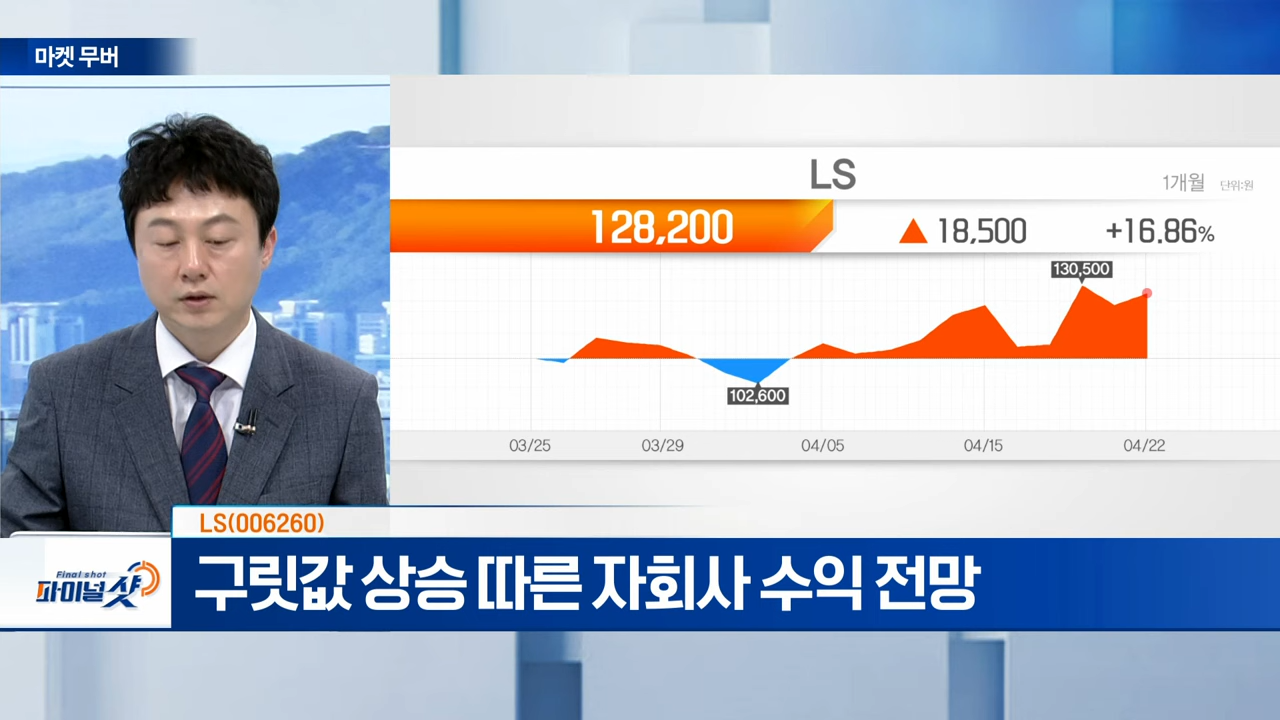 마켓 무버
LS
1개월 단위:원
128,200 ▲ 18,500 +16.86%
130,500
102,600
03/25 03/29 04/05 04/15 04/22
LS(006260)
Final shot
파이널 샷
구릿값 상승 따른 자회사 수익 전망